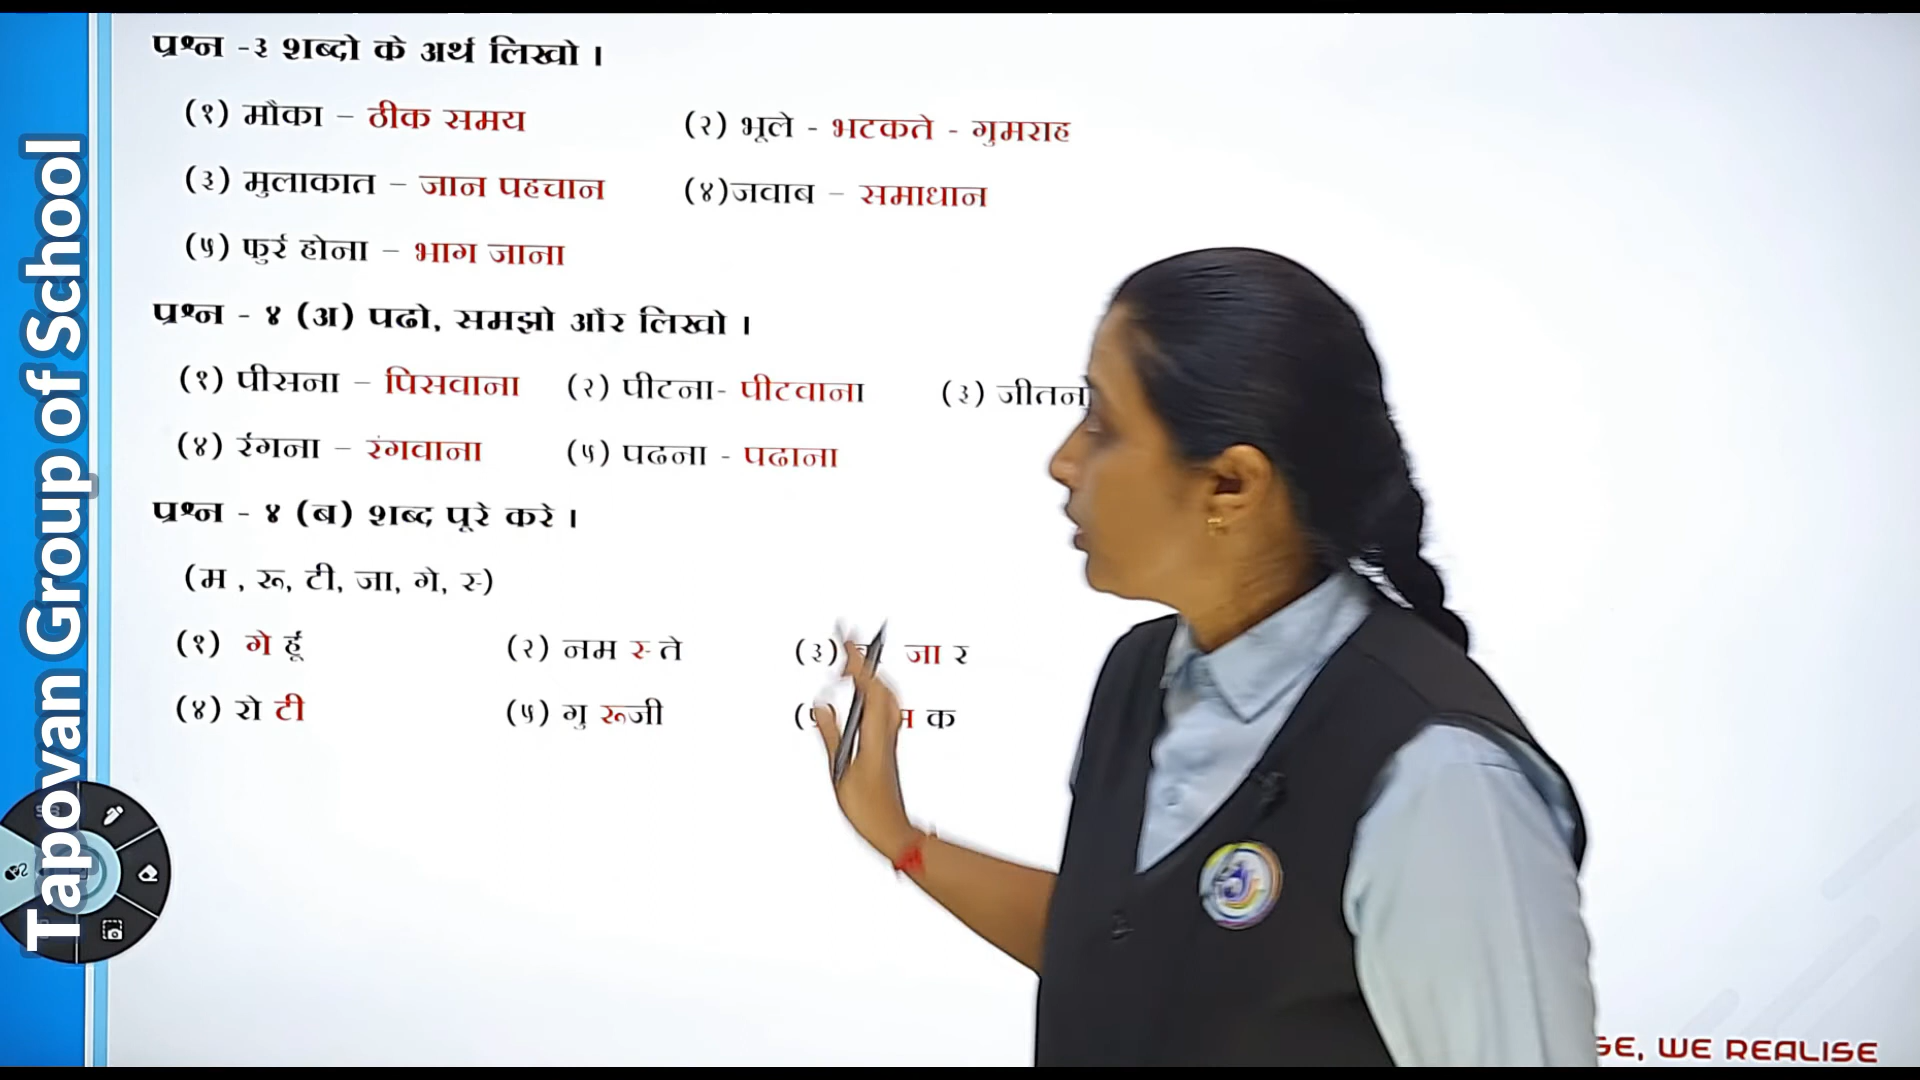 प्रश्न -३ शब्दो के अर्थ लिखो ।
(१) मौका – ठीक समय (२) भूले - भटकते - गुमराह
(३) मुलाकात – जान पहचान (४)जवाब – समाधान
(५) फुर्र होना – भाग जाना
प्रश्न - ४ (अ) पढो, समझो और लिखो ।
(१) पीसना – पिसवाना (२) पीटना- पीटवाना (३) जीतन
(४) रंगना – रंगवाना (५) पढना - पढाना
प्रश्न - ४ (ब) शब्द पूरे करे ।
(म , रू, टी, जा, गे, स्)
(१) गे हूँ (२) नम स् ते (३) जा र
(४) रो टी (५) गु रूजी क
Tapovan Group of School
WE REALISE